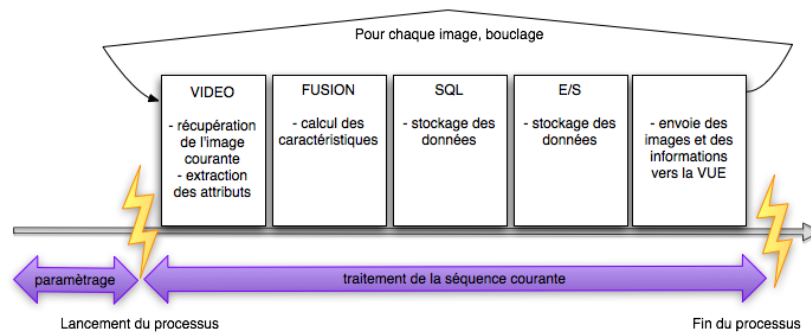 Pour chaque image, bouclage
VIDEO
- récupération
de l'image
courante
- extraction
des attributs
FUSION
- calcul des
caractéristiques
SQL
- stockage des
données
E/S
- stockage des
données
- envoie des
images et des
informations
vers la VUE
paramètrage
traitement de la séquence courante
Lancement du processus
Fin du processus